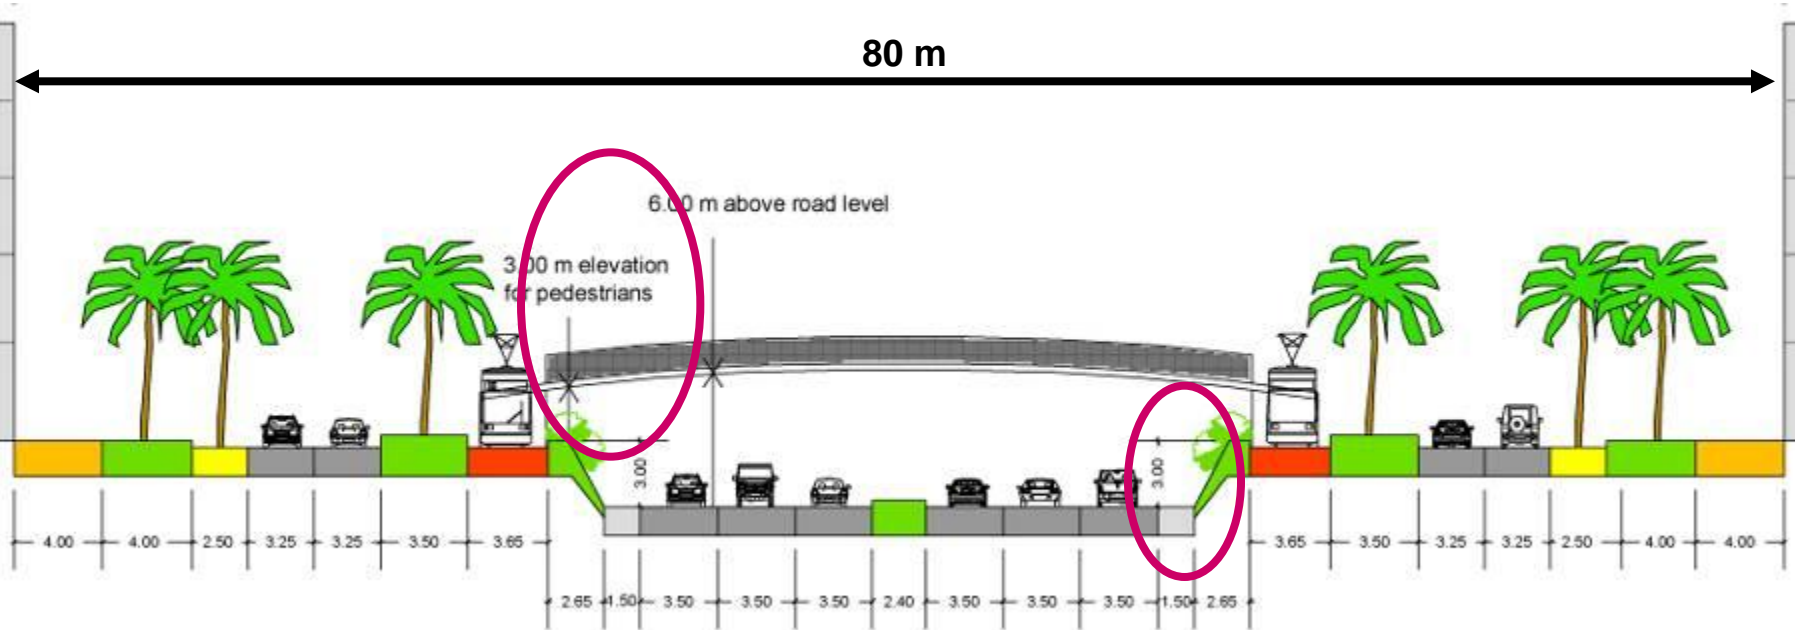 80 m
6.00 m above road level
3.00 m elevation
for pedestrians
3.00
3.00
4.00 4.00 2.50 3.25 3.25 3.50 3.65
3.65 3.50 3.25 3.25 2.50 4.00 4.00
2.65 1.50 3.50 3.50 3.50 2.40 3.50 3.50 3.50 1.50 2.65